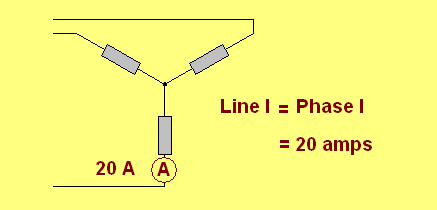 Line I = Phase I
= 20 amps
20 A A